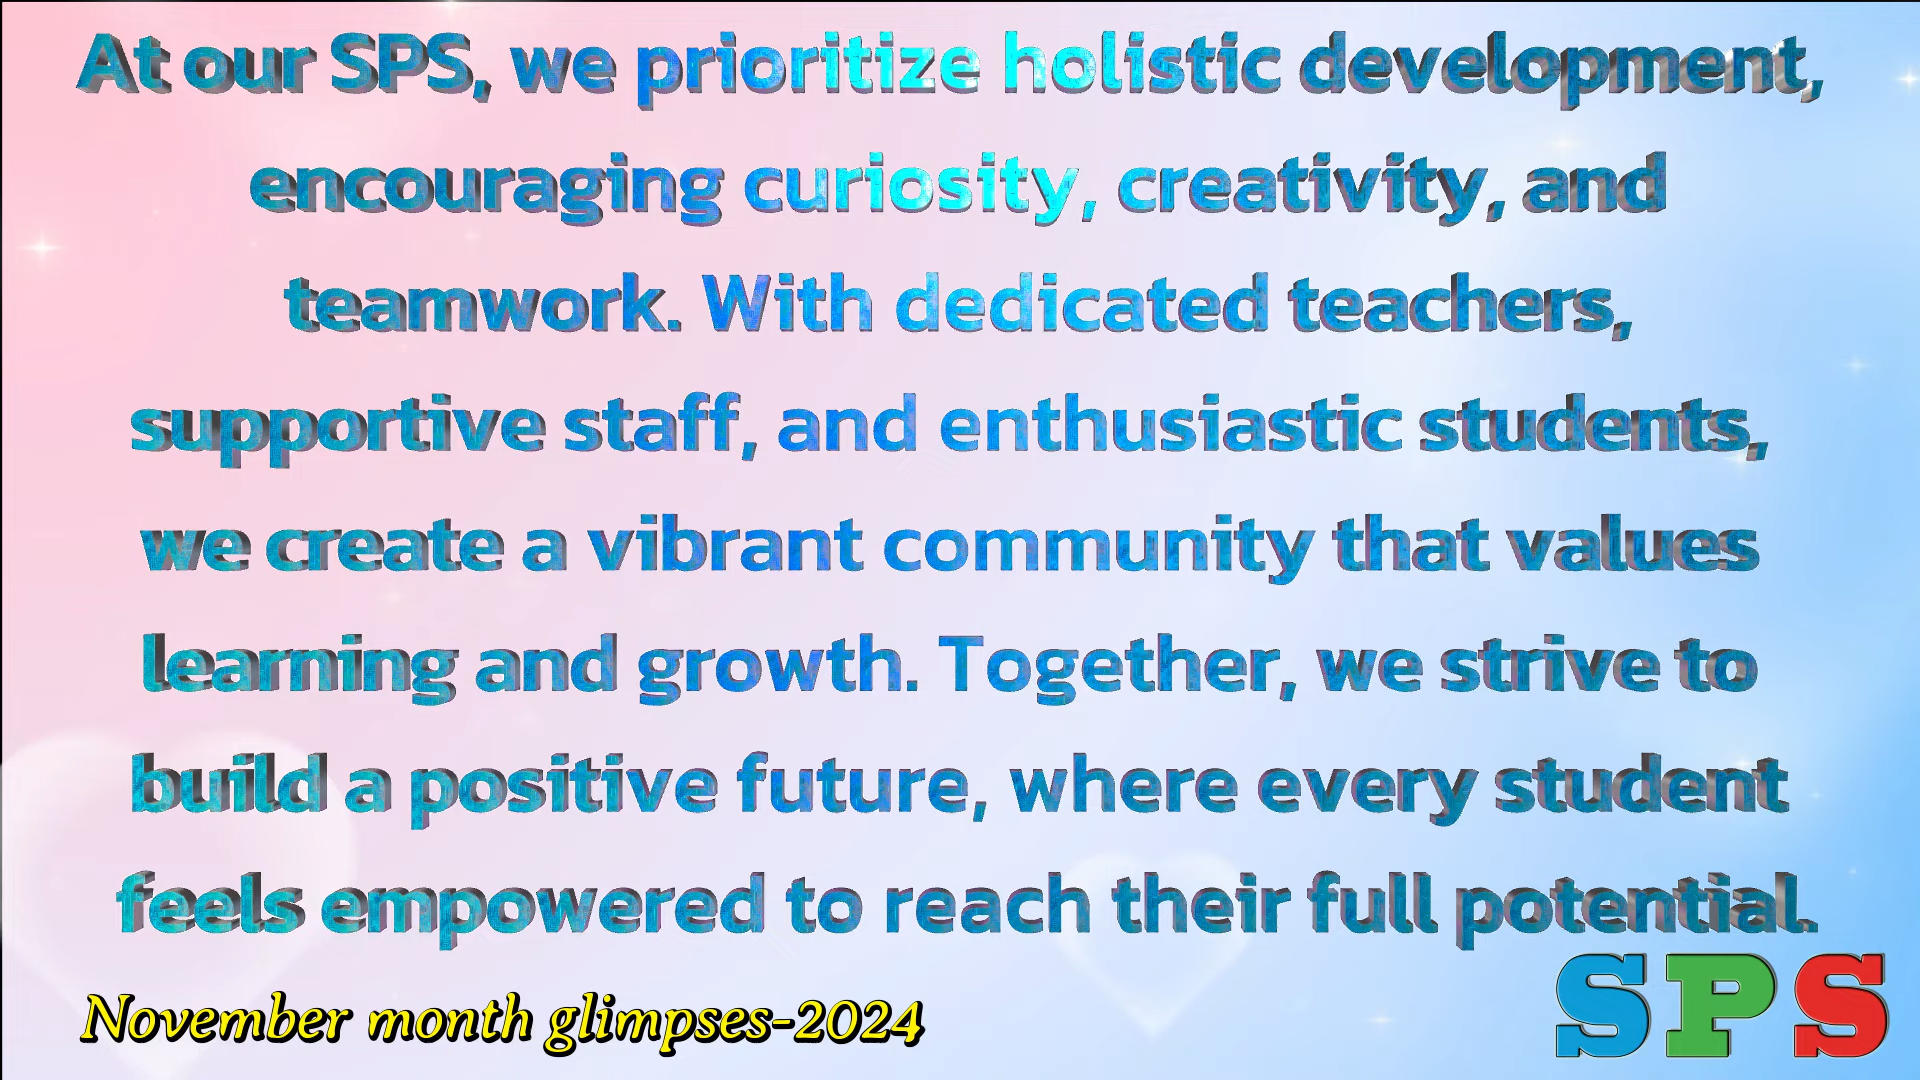 At our SPS, we prioritize holistic development,
encouraging curiosity, creativity, and
teamwork. With dedicated teachers,
supportive staff, and enthusiastic students,
we create a vibrant community that values
learning and growth. Together, we strive to
build a positive future, where every student
feels empowered to reach their full potential.
November month glimpses-2024
SPS